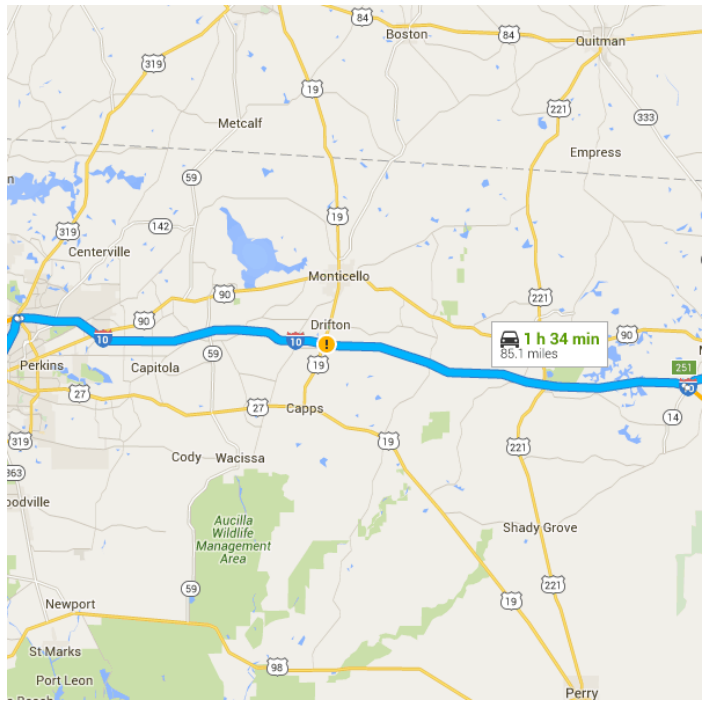 84
Boston
84
Quitman
319
19
221
Metcalf
333
Empress
59
19
142
319
Centerville
Monticello
90
221
Drifton
90
1 h 34 min
85.1 miles
90
10
10
19
Perkins
Capitola
59
251
27
27
Capps
14
319
19
221
Cody
Wacissa
363
oodville
Aucilla
Wildlife
Management
Area
Shady Grove
59
221
19
Newport
St Marks
98
Port Leon
Perry